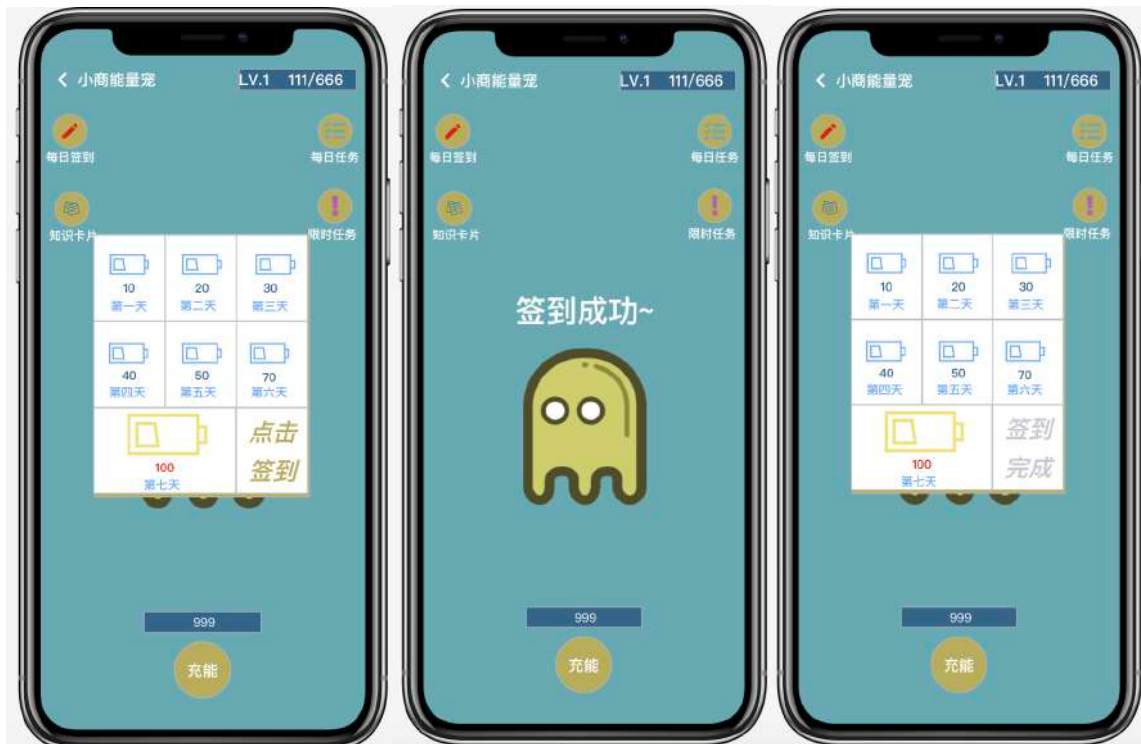 小商能量宠
LV.1 111/666
每日签到
每日任务
知识卡片
限时任务
10
第一天
20
第二天
30
第三天
40
第四天
50
第五天
70
第六天
100
第七天
点击
签到
999
充能
小商能量宠
LV.1 111/666
每日签到
每日任务
知识卡片
限时任务
签到成功~
999
充能
小商能量宠
LV.1 111/666
每日签到
每日任务
知识卡片
限时任务
10
第一天
20
第二天
30
第三天
40
第四天
50
第五天
70
第六天
100
第七天
签到
完成
999
充能